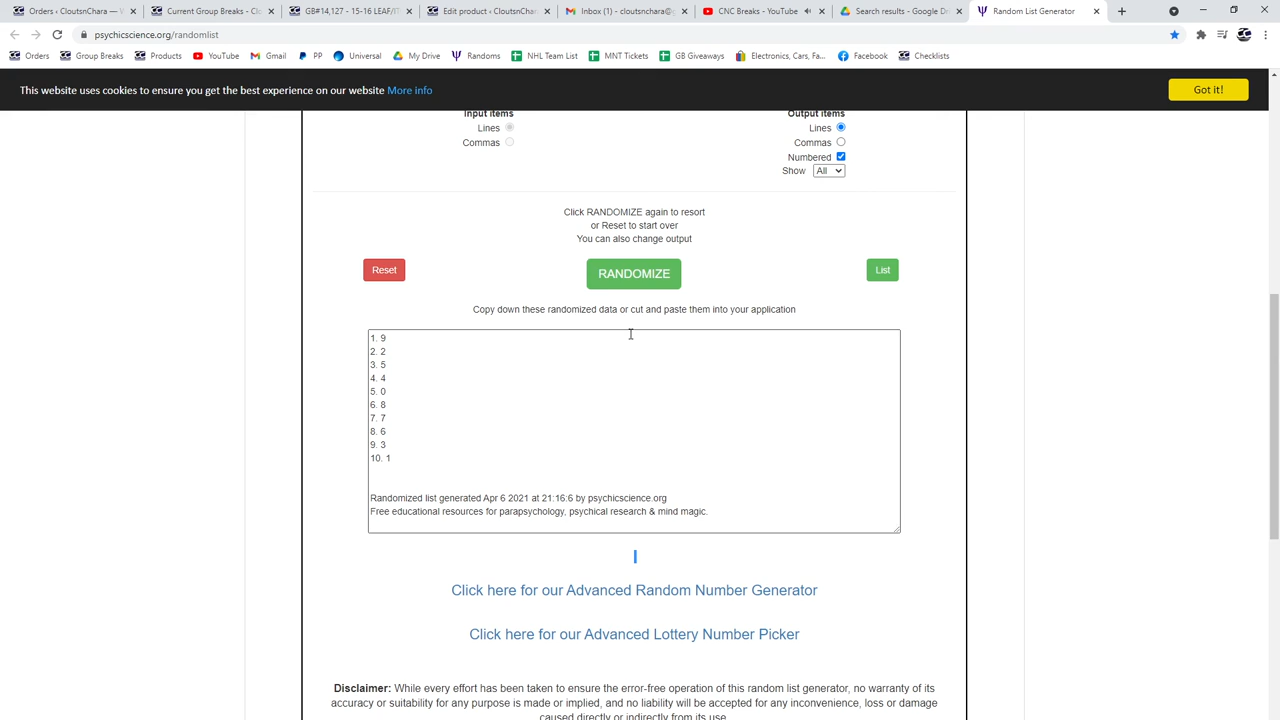 Orders › CloutsnChara — W
Current Group Breaks – Clo
GB#14,127 - 15-16 LEAF/IT
Edit product ‹ CloutsnChar
Inbox (1) - cloutsnchara@g
CNC Breaks - YouTube
Search results - Google Dr
Random List Generator
psychicscience.org/randomlist
Orders
Group Breaks
Products
YouTube
Gmail
PP
Universal
My Drive
Randoms
NHL Team List
MNT Tickets
GB Giveaways
Electronics, Cars, Fa...
Facebook
Checklists
This website uses cookies to ensure you get the best experience on our website More info
Got it!
Input items
Output items
Lines
Lines
Commas
Commas
Numbered
Show All
Click RANDOMIZE again to resort
or Reset to start over
You can also change output
Reset
RANDOMIZE
List
Copy down these randomized data or cut and paste them into your application
1. 9
2. 2
3. 5
4. 4
5. 0
6. 8
7. 7
8. 6
9. 3
10. 1
Randomized list generated Apr 6 2021 at 21:16:6 by psychicscience.org
Free educational resources for parapsychology, psychical research & mind magic.
Click here for our Advanced Random Number Generator
Click here for our Advanced Lottery Number Picker
Disclaimer: While every effort has been taken to ensure the error-free operation of this random list generator, no warranty of its
accuracy or suitability for any purpose is made or implied, and no liability will be accepted for any inconvenience, loss or damage
caused directly or indirectly from its use